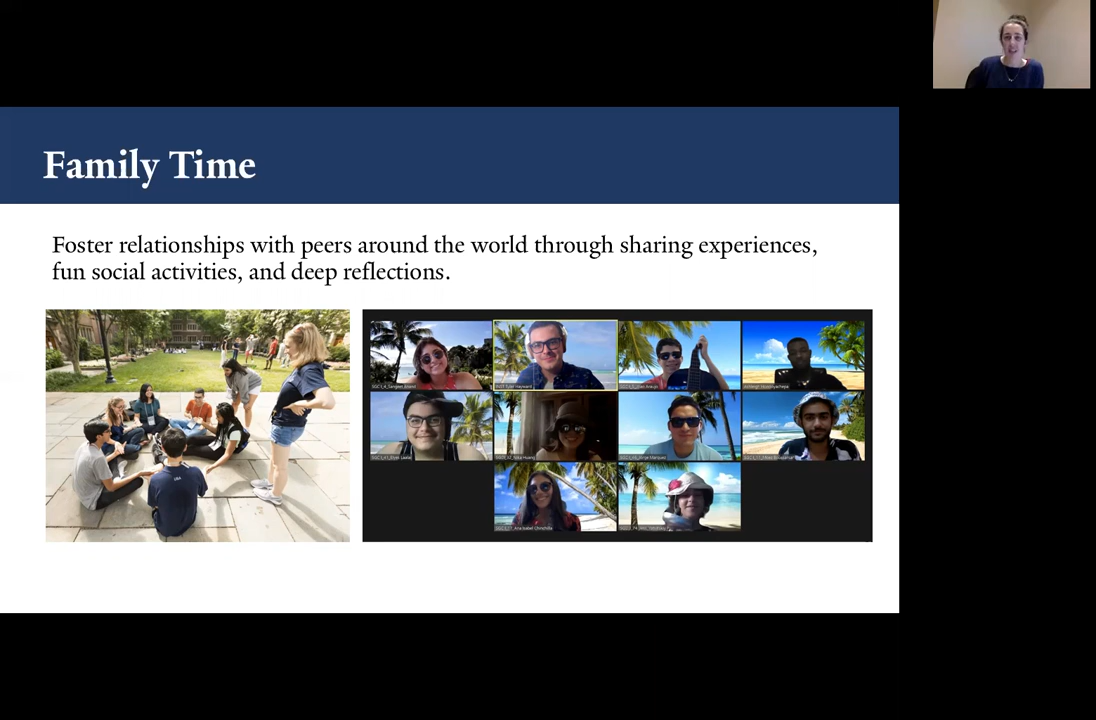 Family Time
Foster relationships with peers around the world through sharing experiences,
fun social activities, and deep reflections.